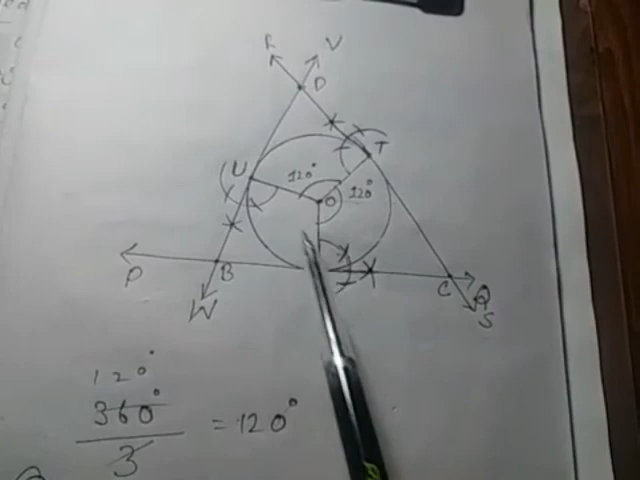 R V
D
T
U 120° O 120°
P B C Q
W S
120°
360°
3
= 120°